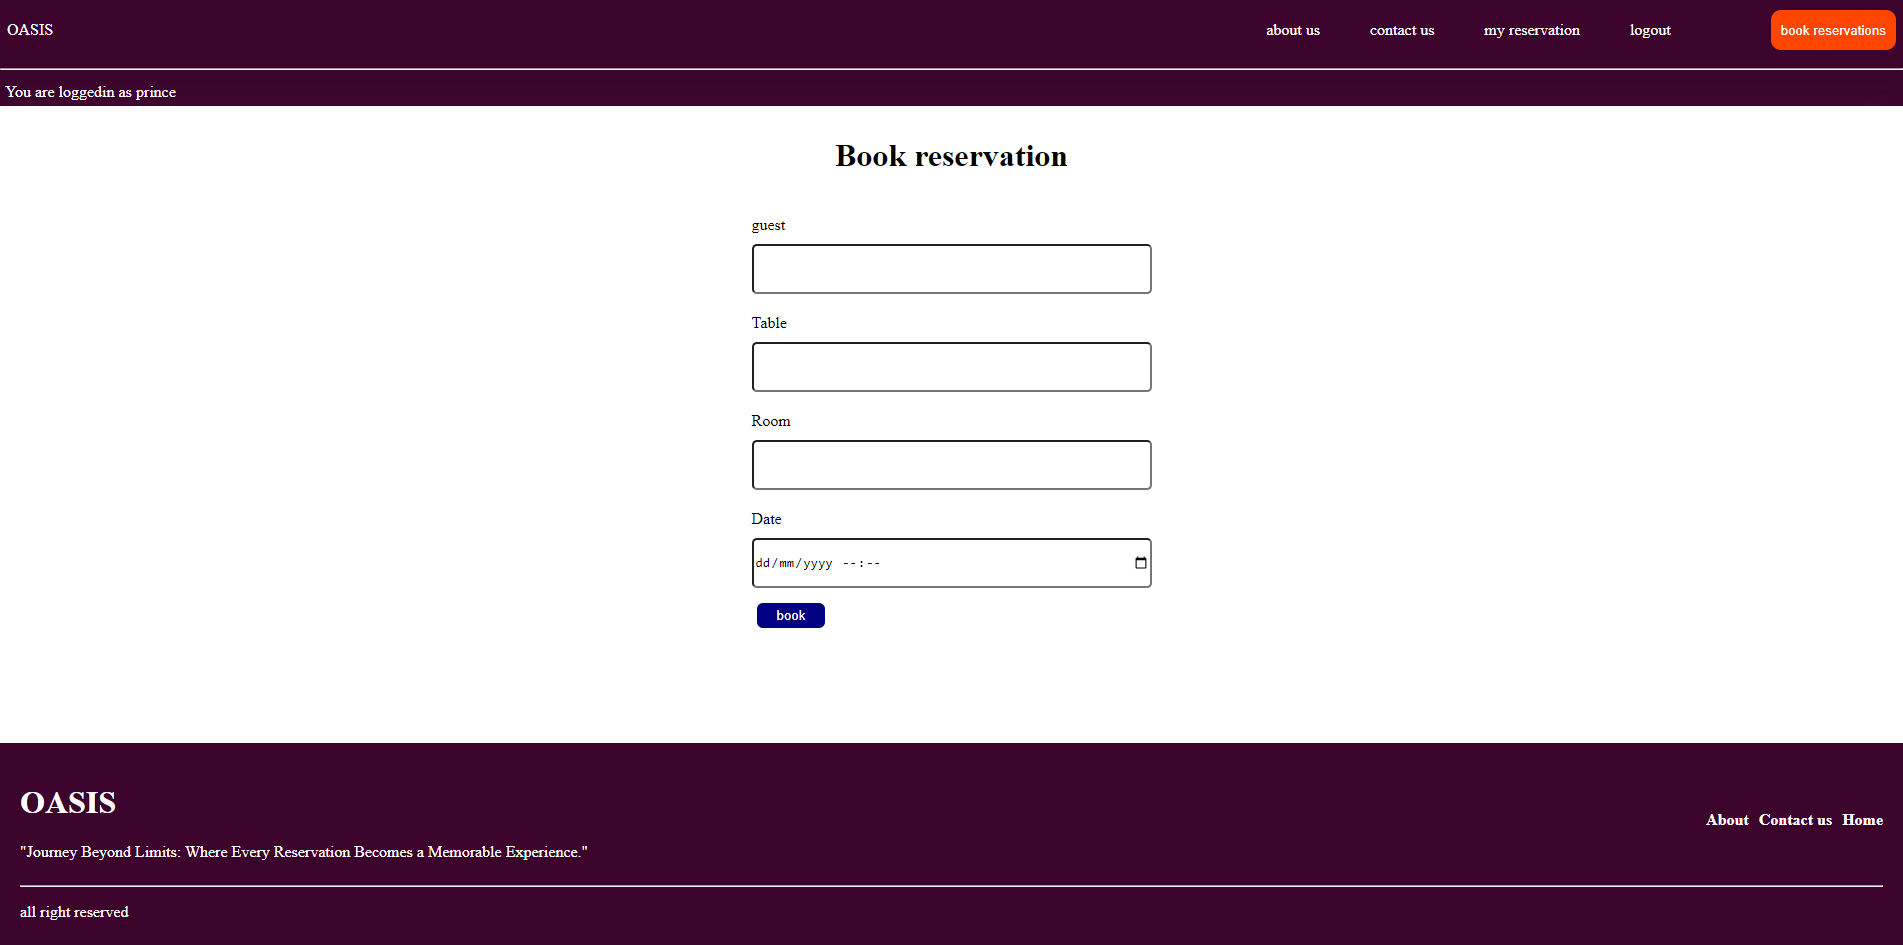 OASIS about us contact us my reservation logout book reservations
You are loggedin as prince
Book reservation
guest
Table
Room
Date
dd/mm/yyyy --:--
book
OASIS
About Contact us Home
"Journey Beyond Limits: Where Every Reservation Becomes a Memorable Experience."
all right reserved